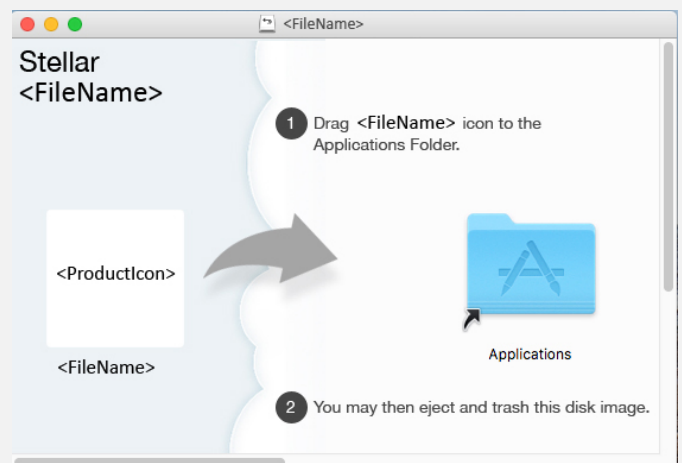 <FileName>
Stellar
<FileName>
1 Drag <FileName> icon to the
Applications Folder.
<ProductIcon>
<FileName>
Applications
2 You may then eject and trash this disk image.